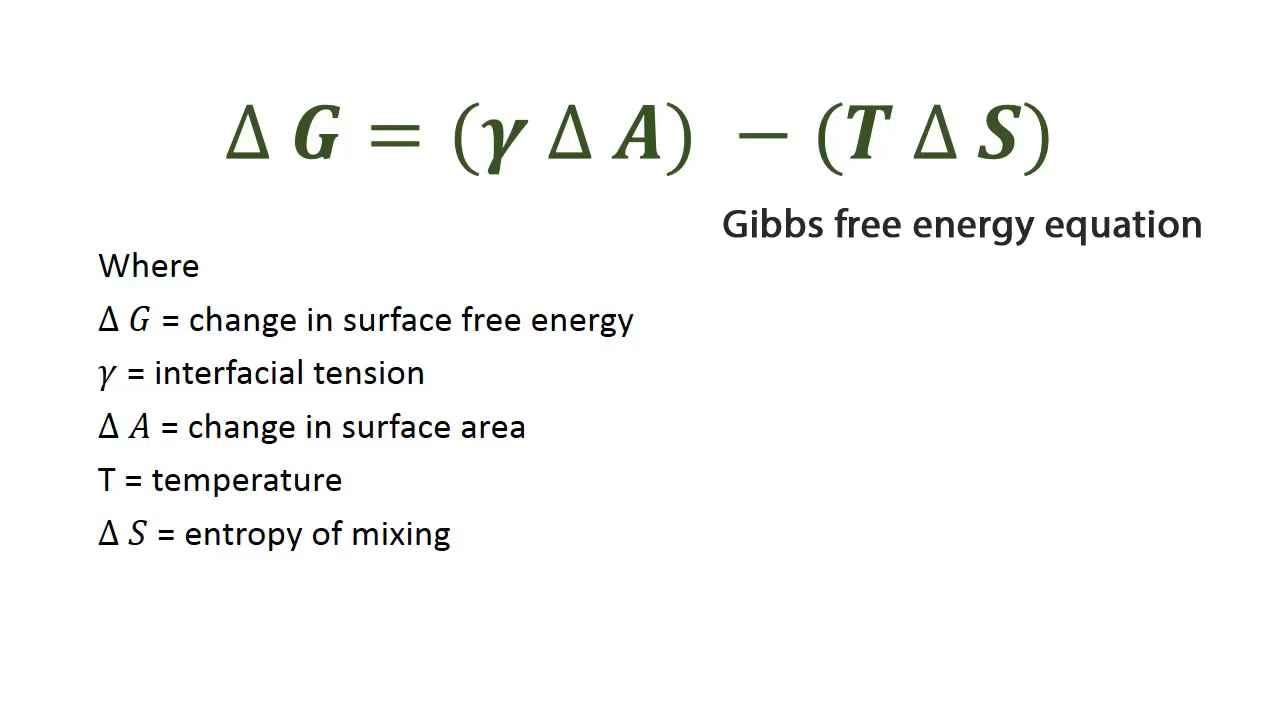 Δ G = (γ Δ A) − (T Δ S)
Gibbs free energy equation
Where
Δ G = change in surface free energy
γ = interfacial tension
Δ A = change in surface area
T = temperature
Δ S = entropy of mixing